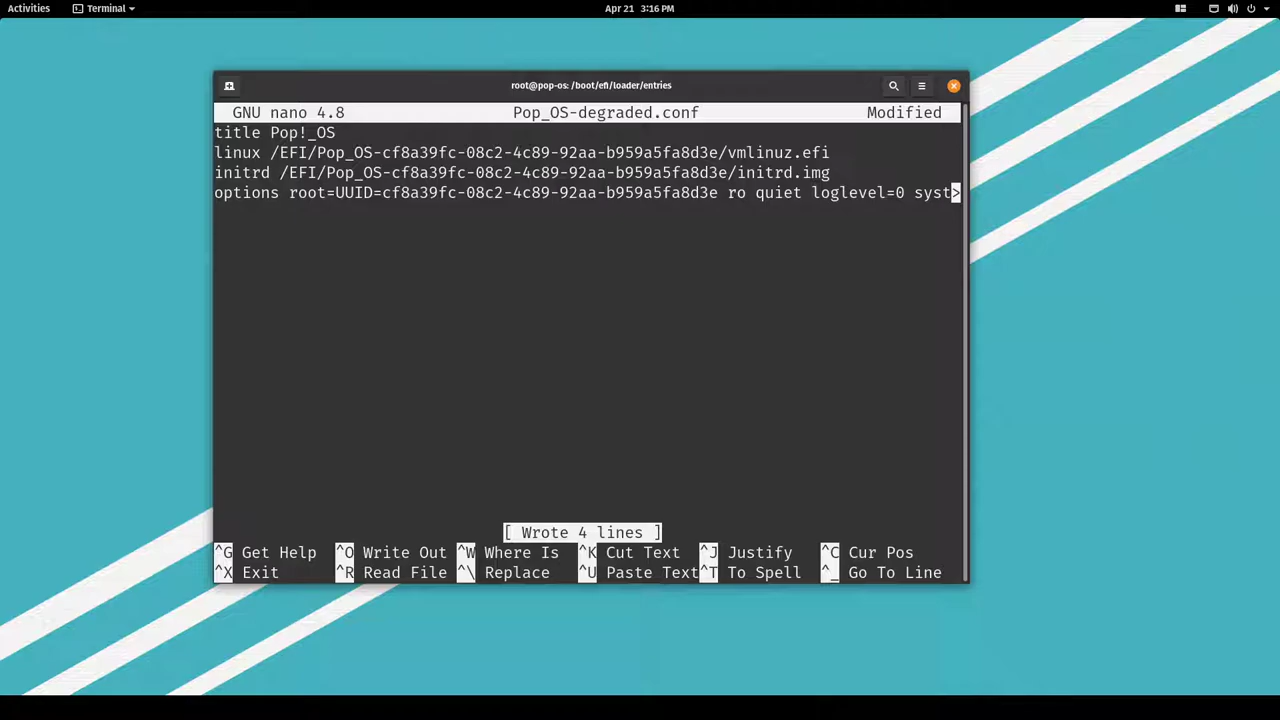 Activities Terminal Apr 21 3:16 PM
root@pop-os: /boot/efi/loader/entries
GNU nano 4.8 Pop_OS-degraded.conf Modified
title Pop!_OS
linux /EFI/Pop_OS-cf8a39fc-08c2-4c89-92aa-b959a5fa8d3e/vmlinuz.efi
initrd /EFI/Pop_OS-cf8a39fc-08c2-4c89-92aa-b959a5fa8d3e/initrd.img
options root=UUID=cf8a39fc-08c2-4c89-92aa-b959a5fa8d3e ro quiet loglevel=0 syst>
[ Wrote 4 lines ]
^G Get Help ^O Write Out ^W Where Is ^K Cut Text ^J Justify ^C Cur Pos
^X Exit ^R Read File ^\ Replace ^U Paste Text ^T To Spell ^_ Go To Line